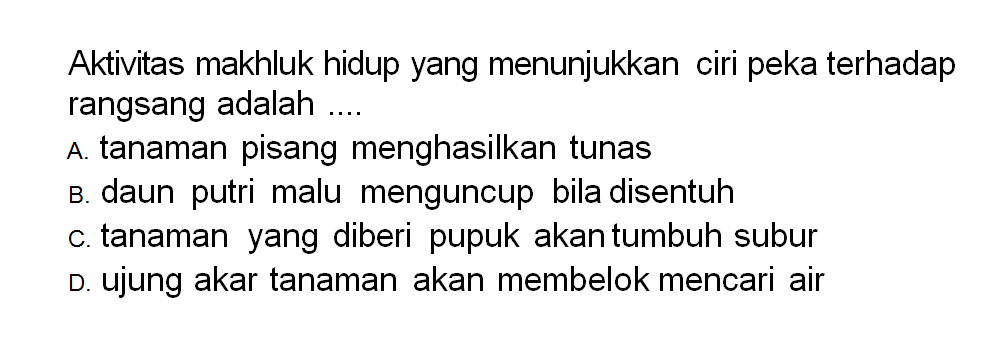 Aktivitas makhluk hidup yang menunjukkan ciri peka terhadap
rangsang adalah ....
A. tanaman pisang menghasilkan tunas
B. daun putri malu menguncup bila disentuh
C. tanaman yang diberi pupuk akan tumbuh subur
D. ujung akar tanaman akan membelok mencari air